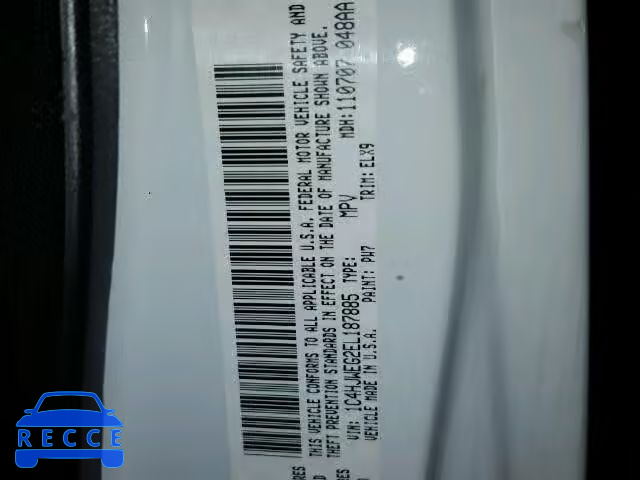 THIS VEHICLE CONFORMS TO ALL APPLICABLE U.S.A. FEDERAL MOTOR VEHICLE SAFETY AND
THEFT PREVENTION STANDARDS IN EFFECT ON THE DATE OF MANUFACTURE SHOWN ABOVE.
VIN: 1C4HJWEG2EL187885 TYPE: MPV MDH: 110707 048AA
VEHICLE MADE IN U.S.A. PAINT: PW7 TRIM: ELX9
RECCE